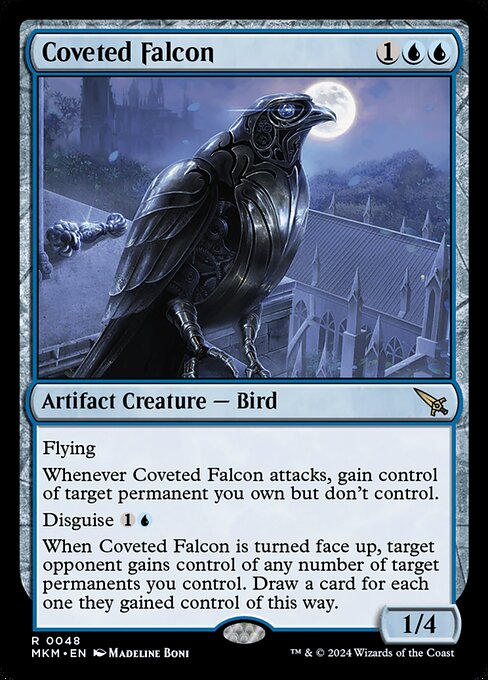 Coveted Falcon 1
Artifact Creature — Bird
Flying
Whenever Coveted Falcon attacks, gain control
of target permanent you own but don't control.
Disguise 1
When Coveted Falcon is turned face up, target
opponent gains control of any number of target
permanents you control. Draw a card for each
one they gained control of this way.
1/4
R 0048
MKM • EN Madeline Boni
™ & © 2024 Wizards of the Coast